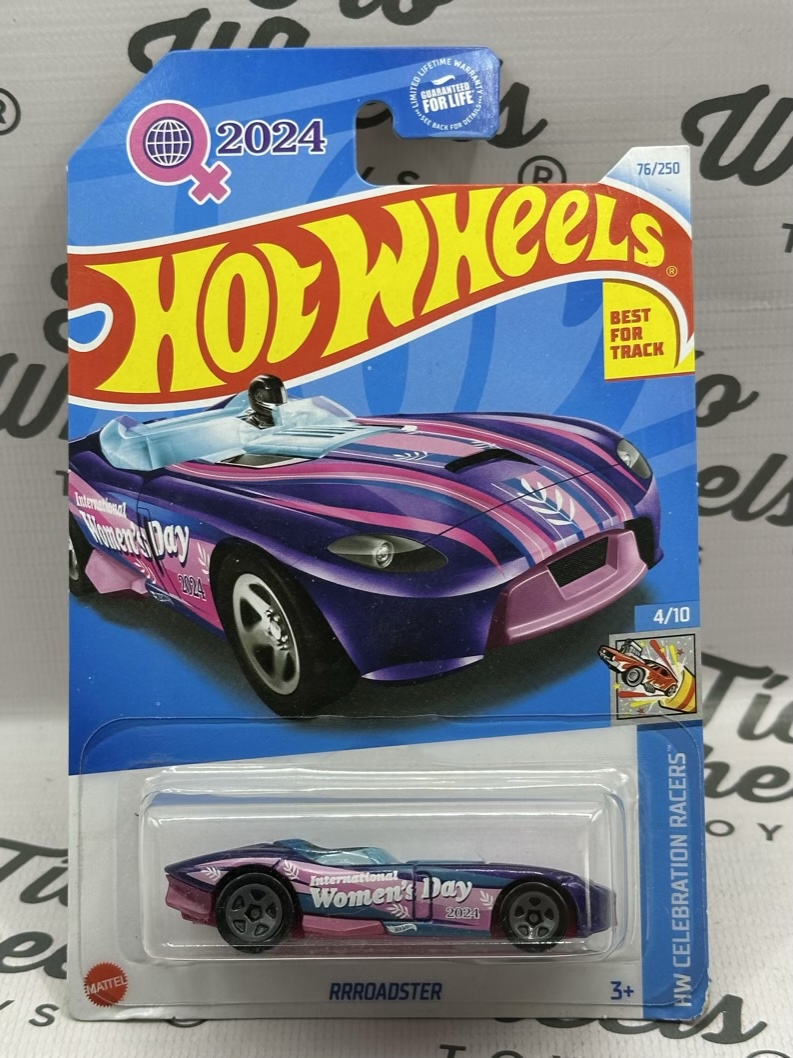 LIMITED LIFETIME WARRANTY
GUARANTEED
FOR LIFE
SEE BACK FOR DETAILS
2024
76/250
HOT WHEELS ®
BEST
FOR
TRACK
International
Women's Day
2024
4/10
HW CELEBRATION RACERS™
International
Women's Day
2024
MATTEL
RRROADSTER
3+